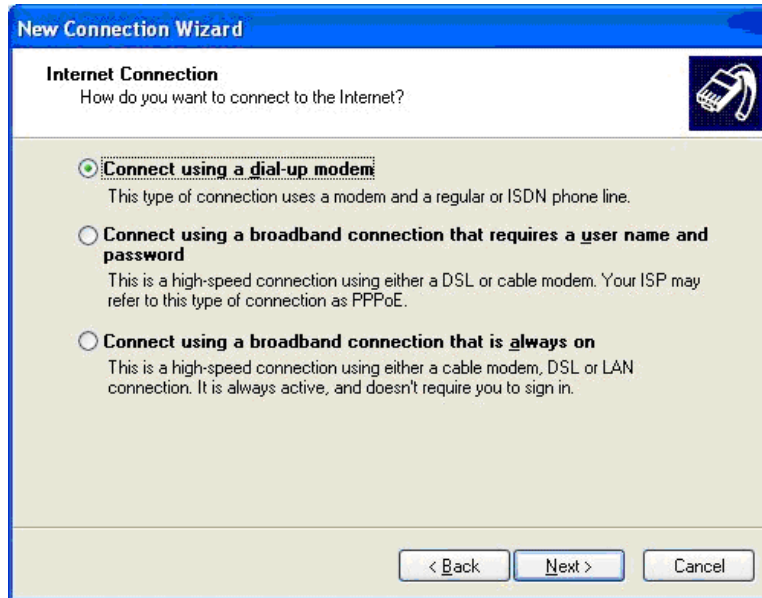 New Connection Wizard
Internet Connection
How do you want to connect to the Internet?
Connect using a dial-up modem
This type of connection uses a modem and a regular or ISDN phone line.
Connect using a broadband connection that requires a user name and
password
This is a high-speed connection using either a DSL or cable modem. Your ISP may
refer to this type of connection as PPPoE.
Connect using a broadband connection that is always on
This is a high-speed connection using either a cable modem, DSL or LAN
connection. It is always active, and doesn't require you to sign in.
< Back Next > Cancel